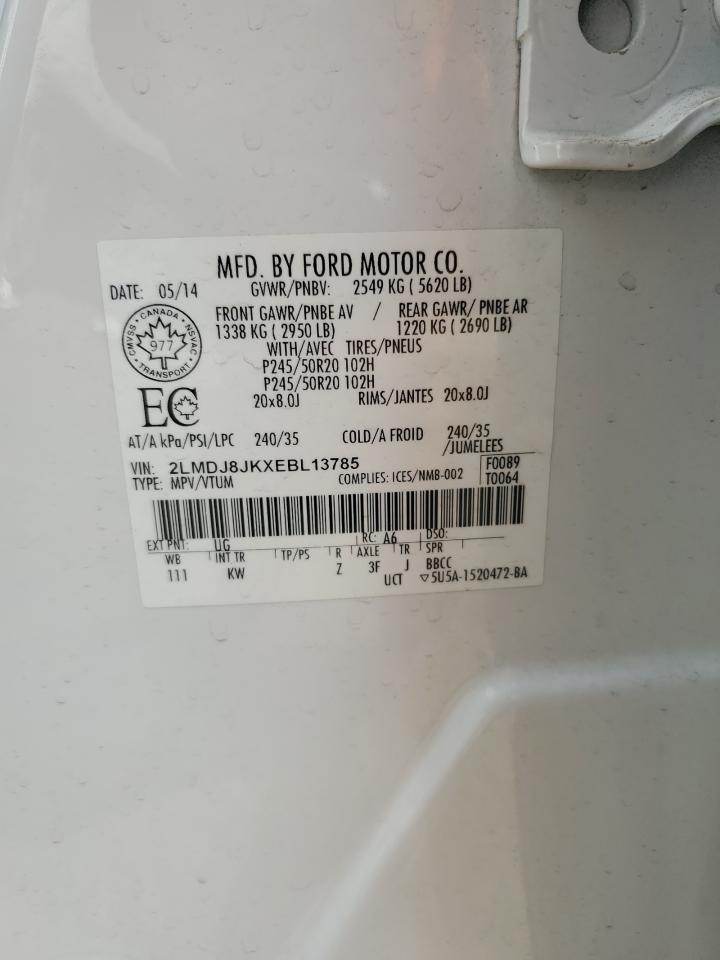 MFD. BY FORD MOTOR CO.
DATE: 05/14 GVWR/PNBV: 2549 KG ( 5620 LB)
FRONT GAWR/PNBE AV / REAR GAWR/ PNBE AR
1338 KG ( 2950 LB) 1220 KG ( 2690 LB)
WITH/AVEC TIRES/PNEUS
P245/50R20 102H
P245/50R20 102H
20x8.0J RIMS/JANTES 20x8.0J
CANADA
CMVSS 977 NSVAC
TRANSPORT
EC
AT/A kPa/PSI/LPC 240/35 COLD/A FROID 240/35
/JUMELEES
VIN: 2LMDJ8JKXEBL13785 F0089
TYPE: MPV/VTUM COMPLIES: ICES/NMB-002 T0064
EXT PNT: UG RC: A6 DSO:
WB INT TR TP/PS R AXLE TR SPR
111 KW Z 3F J BBCC
UCT ▽5U5A-1520472-BA